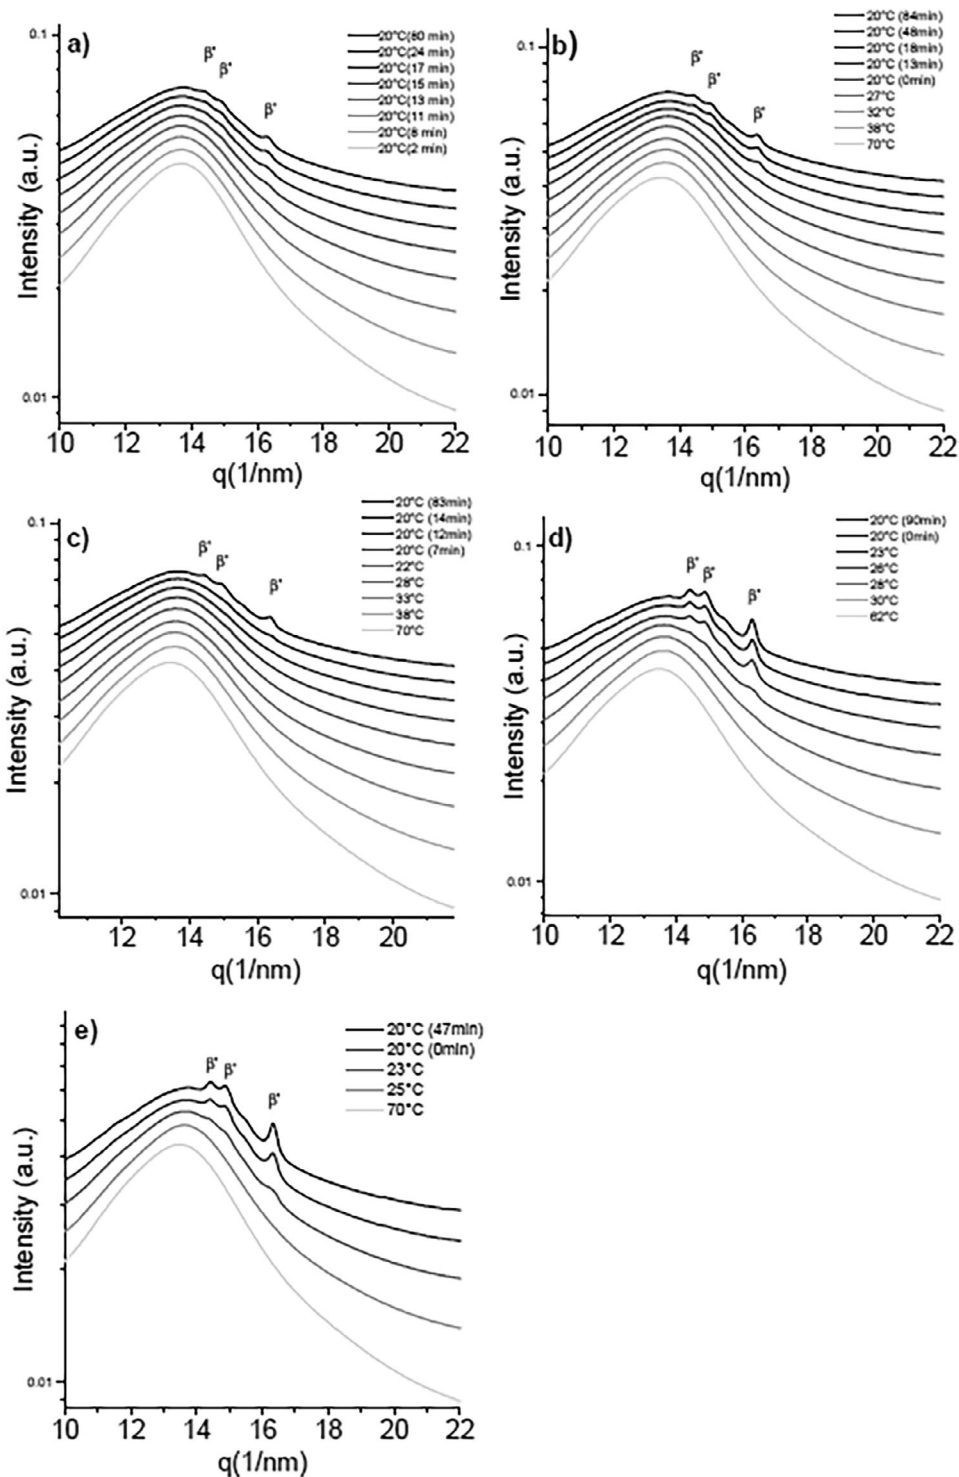 a)
β'
β'
β'
20°C(80 min)
20°C(24 min)
20°C(17 min)
20°C(15 min)
20°C(13 min)
20°C(11 min)
20°C(8 min)
20°C(2 min)
0.1
0.01
Intensity (a.u.)
10 12 14 16 18 20 22
q(1/nm)
b)
β'
β'
β'
20°C (84min)
20°C (48min)
20°C (18min)
20°C (13min)
20°C (0min)
27°C
32°C
38°C
70°C
0.1
0.01
Intensity (a.u.)
10 12 14 16 18 20 22
q(1/nm)
c)
β'
β'
β'
20°C (83min)
20°C (14min)
20°C (12min)
20°C (7min)
22°C
28°C
33°C
38°C
70°C
0.1
0.01
Intensity (a.u.)
12 14 16 18 20
q(1/nm)
d)
β'
β'
β'
20°C (90min)
20°C (0min)
23°C
26°C
28°C
30°C
62°C
0.1
0.01
Intensity (a.u.)
10 12 14 16 18 20 22
q(1/nm)
e)
β'
β'
β'
20°C (47min)
20°C (0min)
23°C
25°C
70°C
0.01
Intensity (a.u.)
10 12 14 16 18 20 22
q(1/nm)